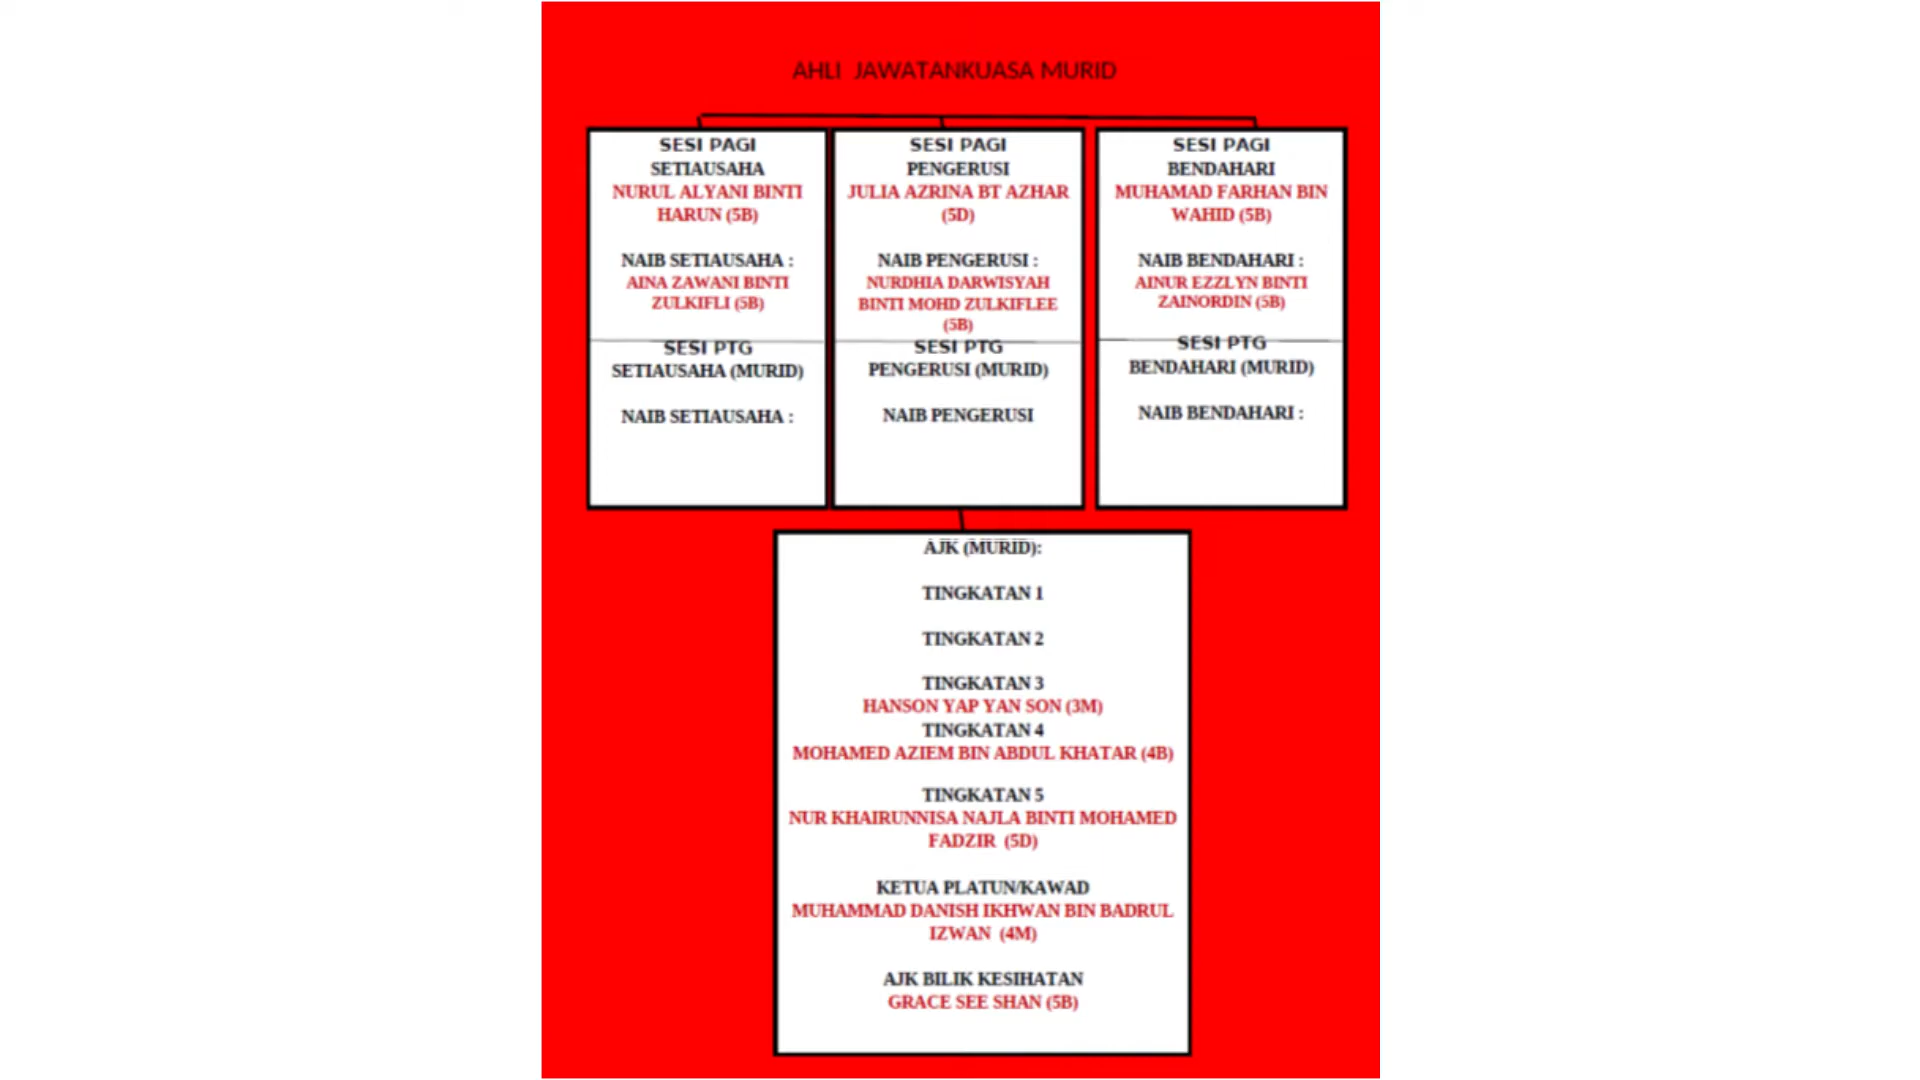 AHLI JAWATANKUASA MURID
SESI PAGI
SETIAUSAHA
NURUL ALYANI BINTI
HARUN (5B)
NAIB SETIAUSAHA :
AINA ZAWANI BINTI
ZULKIFLI (5B)
SESI PTG
SETIAUSAHA (MURID)
NAIB SETIAUSAHA :
SESI PAGI
PENGERUSI
JULIA AZRINA BT AZHAR
(5D)
NAIB PENGERUSI :
NURDHIA DARWISYAH
BINTI MOHD ZULKIFLEE
(5B)
SESI PTG
PENGERUSI (MURID)
NAIB PENGERUSI
SESI PAGI
BENDAHARI
MUHAMAD FARHAN BIN
WAHID (5B)
NAIB BENDAHARI :
AINUR EZZLYN BINTI
ZAINORDIN (5B)
SESI PTG
BENDAHARI (MURID)
NAIB BENDAHARI :
AJK (MURID):
TINGKATAN 1
TINGKATAN 2
TINGKATAN 3
HANSON YAP YAN SON (3M)
TINGKATAN 4
MOHAMED AZIEM BIN ABDUL KHATAR (4B)
TINGKATAN 5
NUR KHAIRUNNISA NAJLA BINTI MOHAMED
FADZIR (5D)
KETUA PLATUN/KAWAD
MUHAMMAD DANISH IKHWAN BIN BADRUL
IZWAN (4M)
AJK BILIK KESIHATAN
GRACE SEE SHAN (5B)